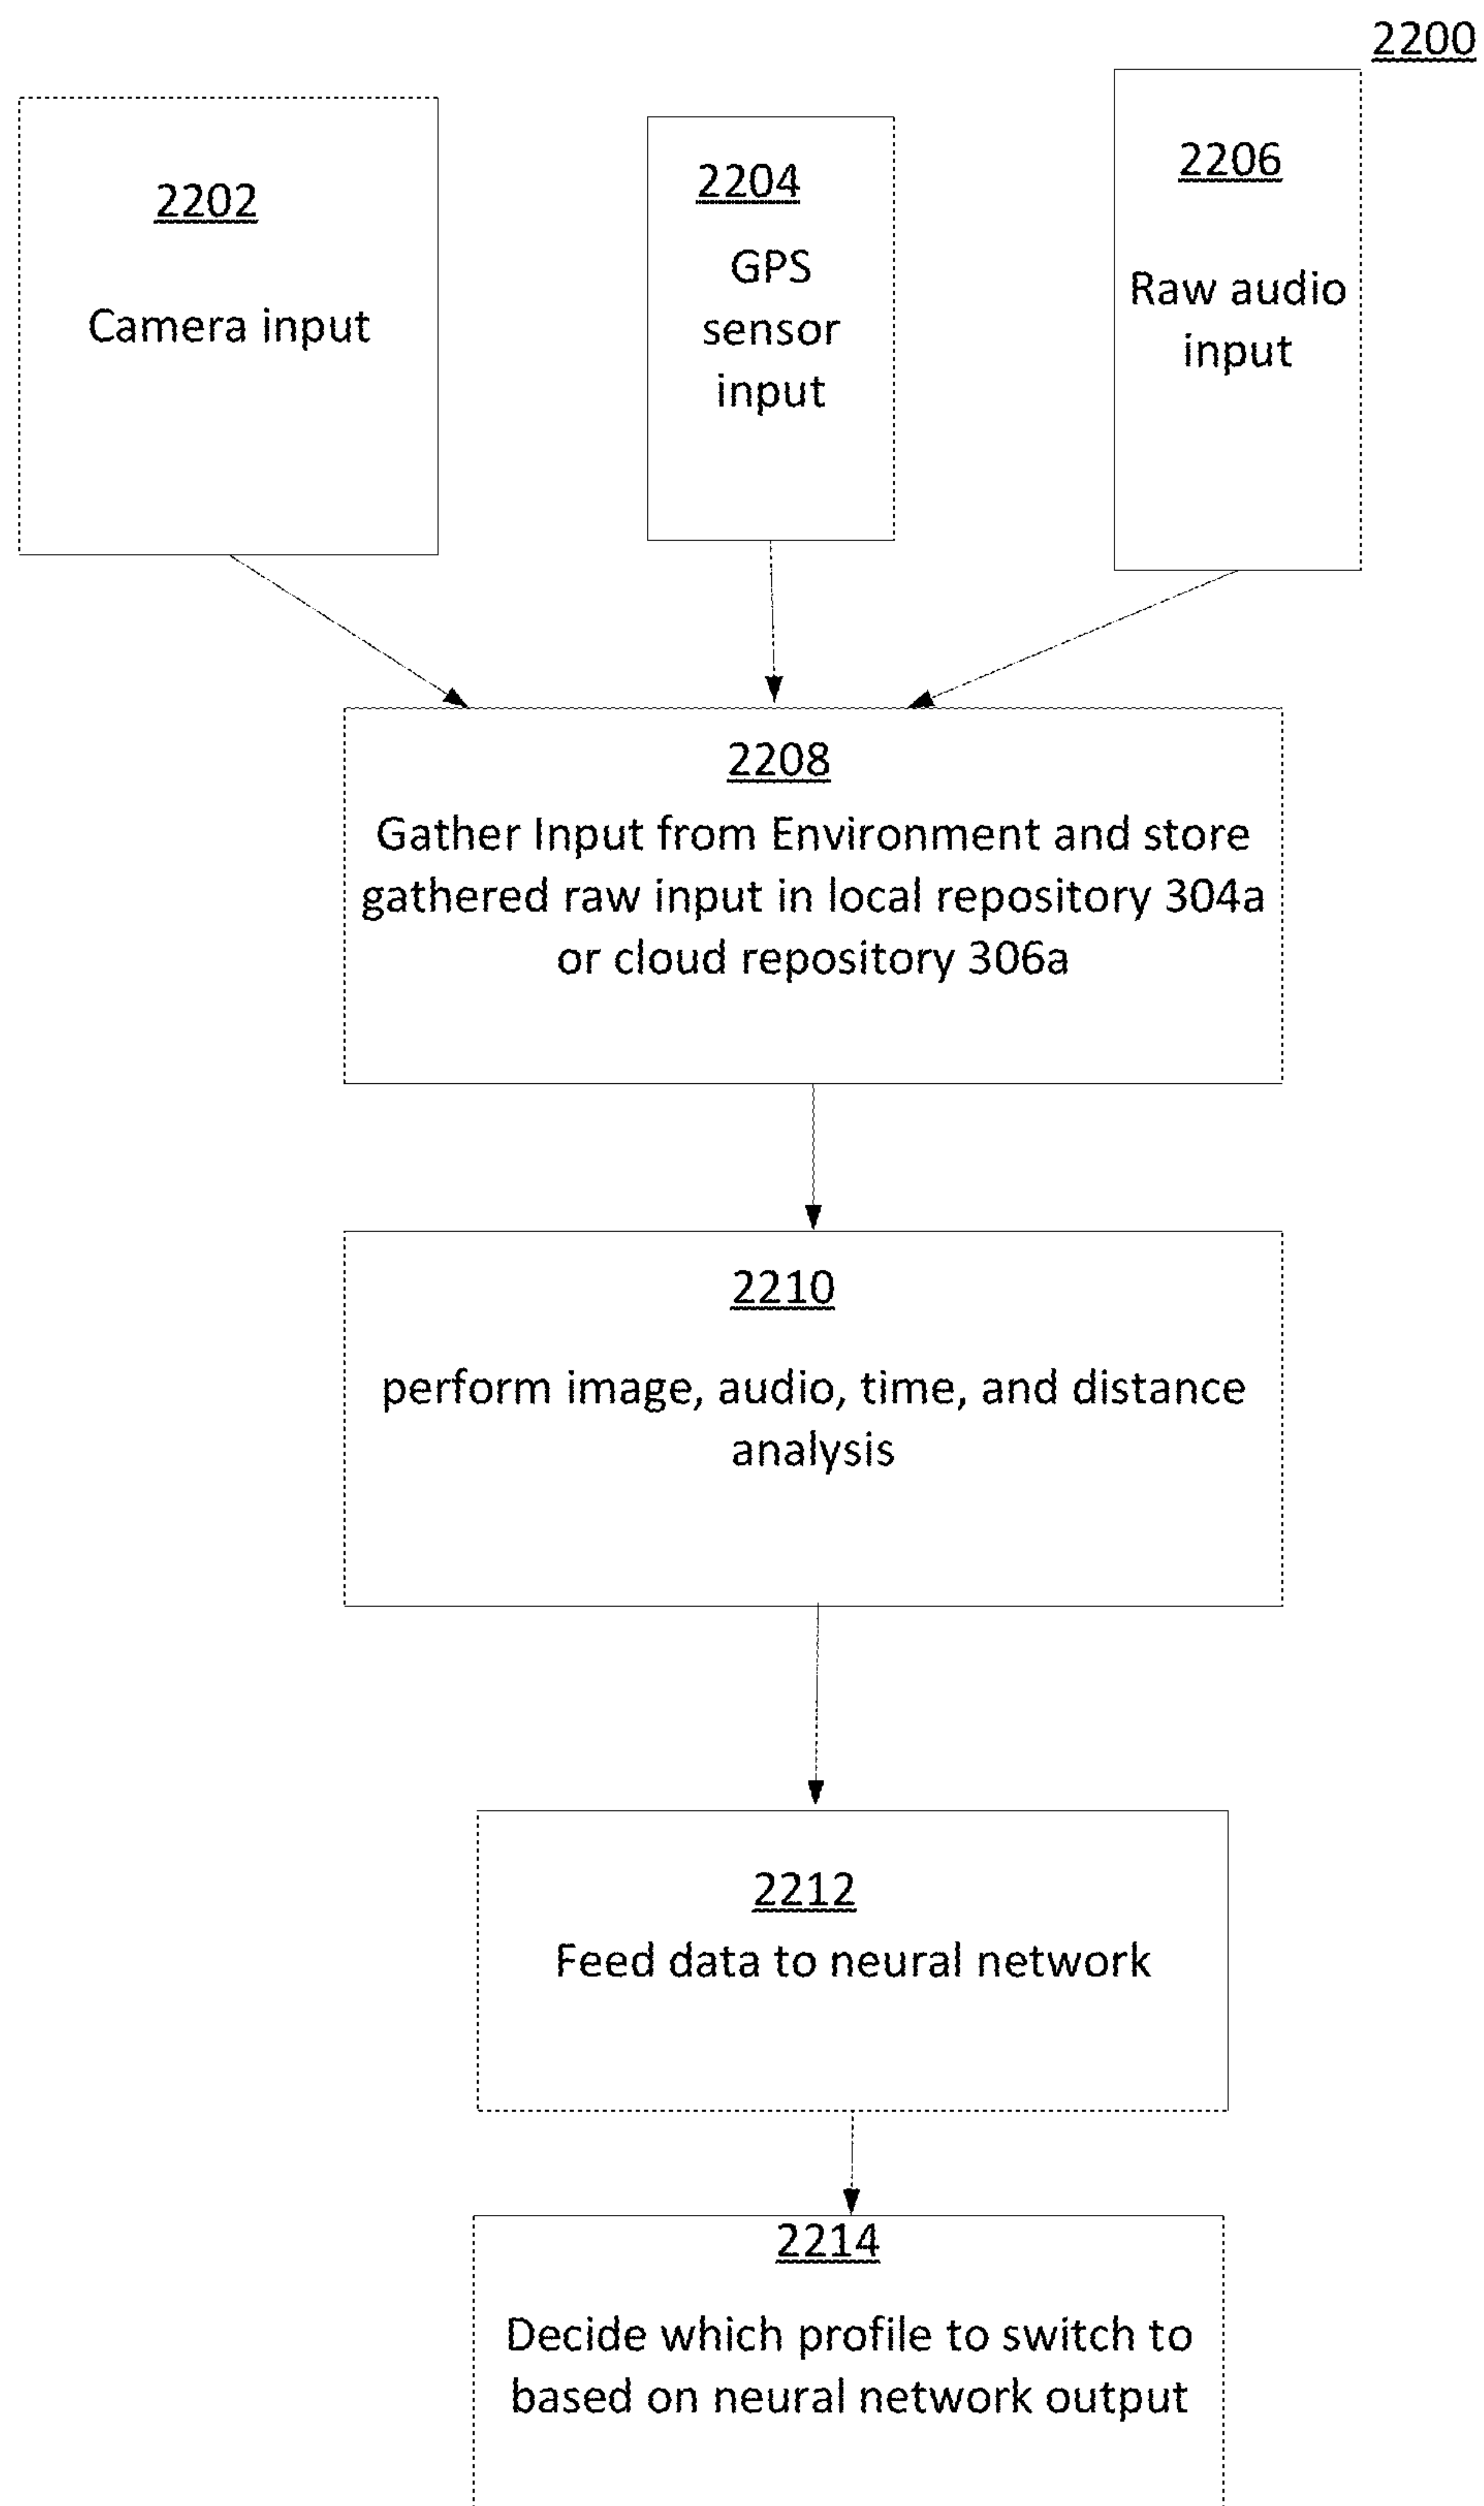 2200
2202
Camera input
2204
GPS
sensor
input
2206
Raw audio
input
2208
Gather Input from Environment and store
gathered raw input in local repository 304a
or cloud repository 306a
2210
perform image, audio, time, and distance
analysis
2212
Feed data to neural network
2214
Decide which profile to switch to
based on neural network output